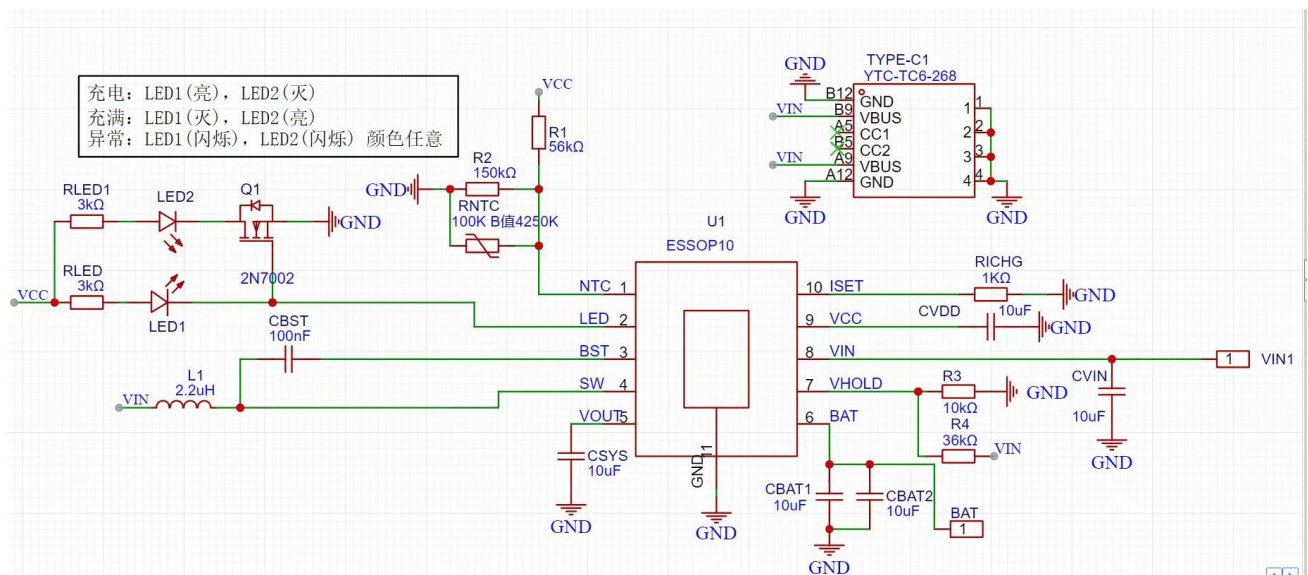 充电: LED1(亮), LED2(灭)
充满: LED1(灭), LED2(亮)
异常: LED1(闪烁), LED2(闪烁) 颜色任意
VCC
R1
56kΩ
R2
150kΩ
GND
RNTC
100K B值4250K
TYPE-C1
YTC-TC6-268
GND
VIN
VIN
B12
B9
A5
B5
A9
A12
GND
VBUS
CC1
CC2
VBUS
GND
1
2
3
4
1
2
3
4
GND
GND
RLED1
3kΩ
LED2
Q1
GND
2N7002
RLED
3kΩ
VCC
LED1
CBST
100nF
L1
2.2uH
VIN
U1
ESSOP10
NTC 1
LED 2
BST 3
SW 4
VOUT 5
10 ISET
9 VCC
8 VIN
7 VHOLD
6 BAT
GND 11
GND
CSYS
10uF
GND
RICHG
1KΩ
GND
CVDD
10uF
GND
1
VIN1
CVIN
10uF
GND
R3
10kΩ
GND
R4
36kΩ
VIN
CBAT1
10uF
CBAT2
10uF
BAT
1
GND